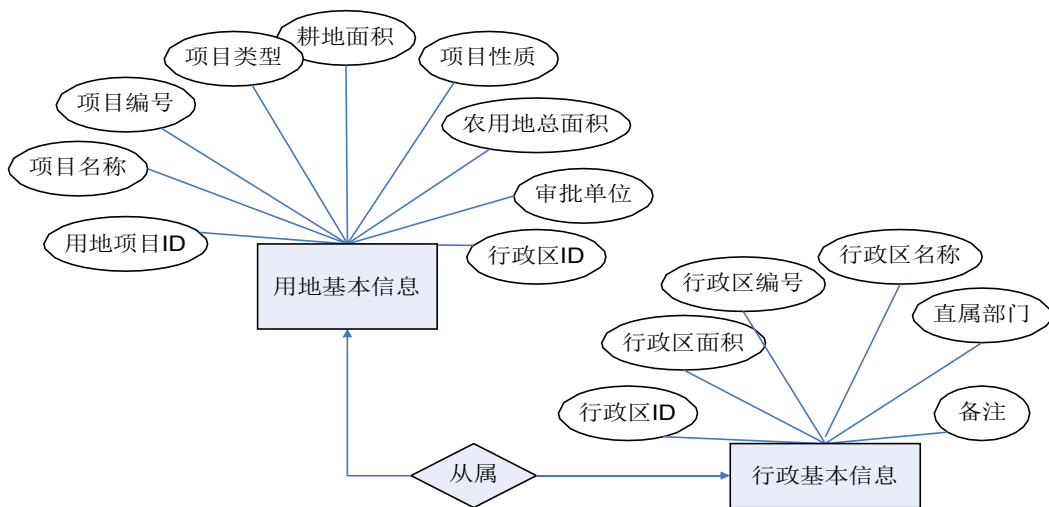 耕地面积
项目类型
项目性质
项目编号
农用地总面积
项目名称
审批单位
用地项目ID
行政区ID
用地基本信息
行政区名称
行政区编号
直属部门
行政区面积
行政区ID
备注
从属
行政基本信息